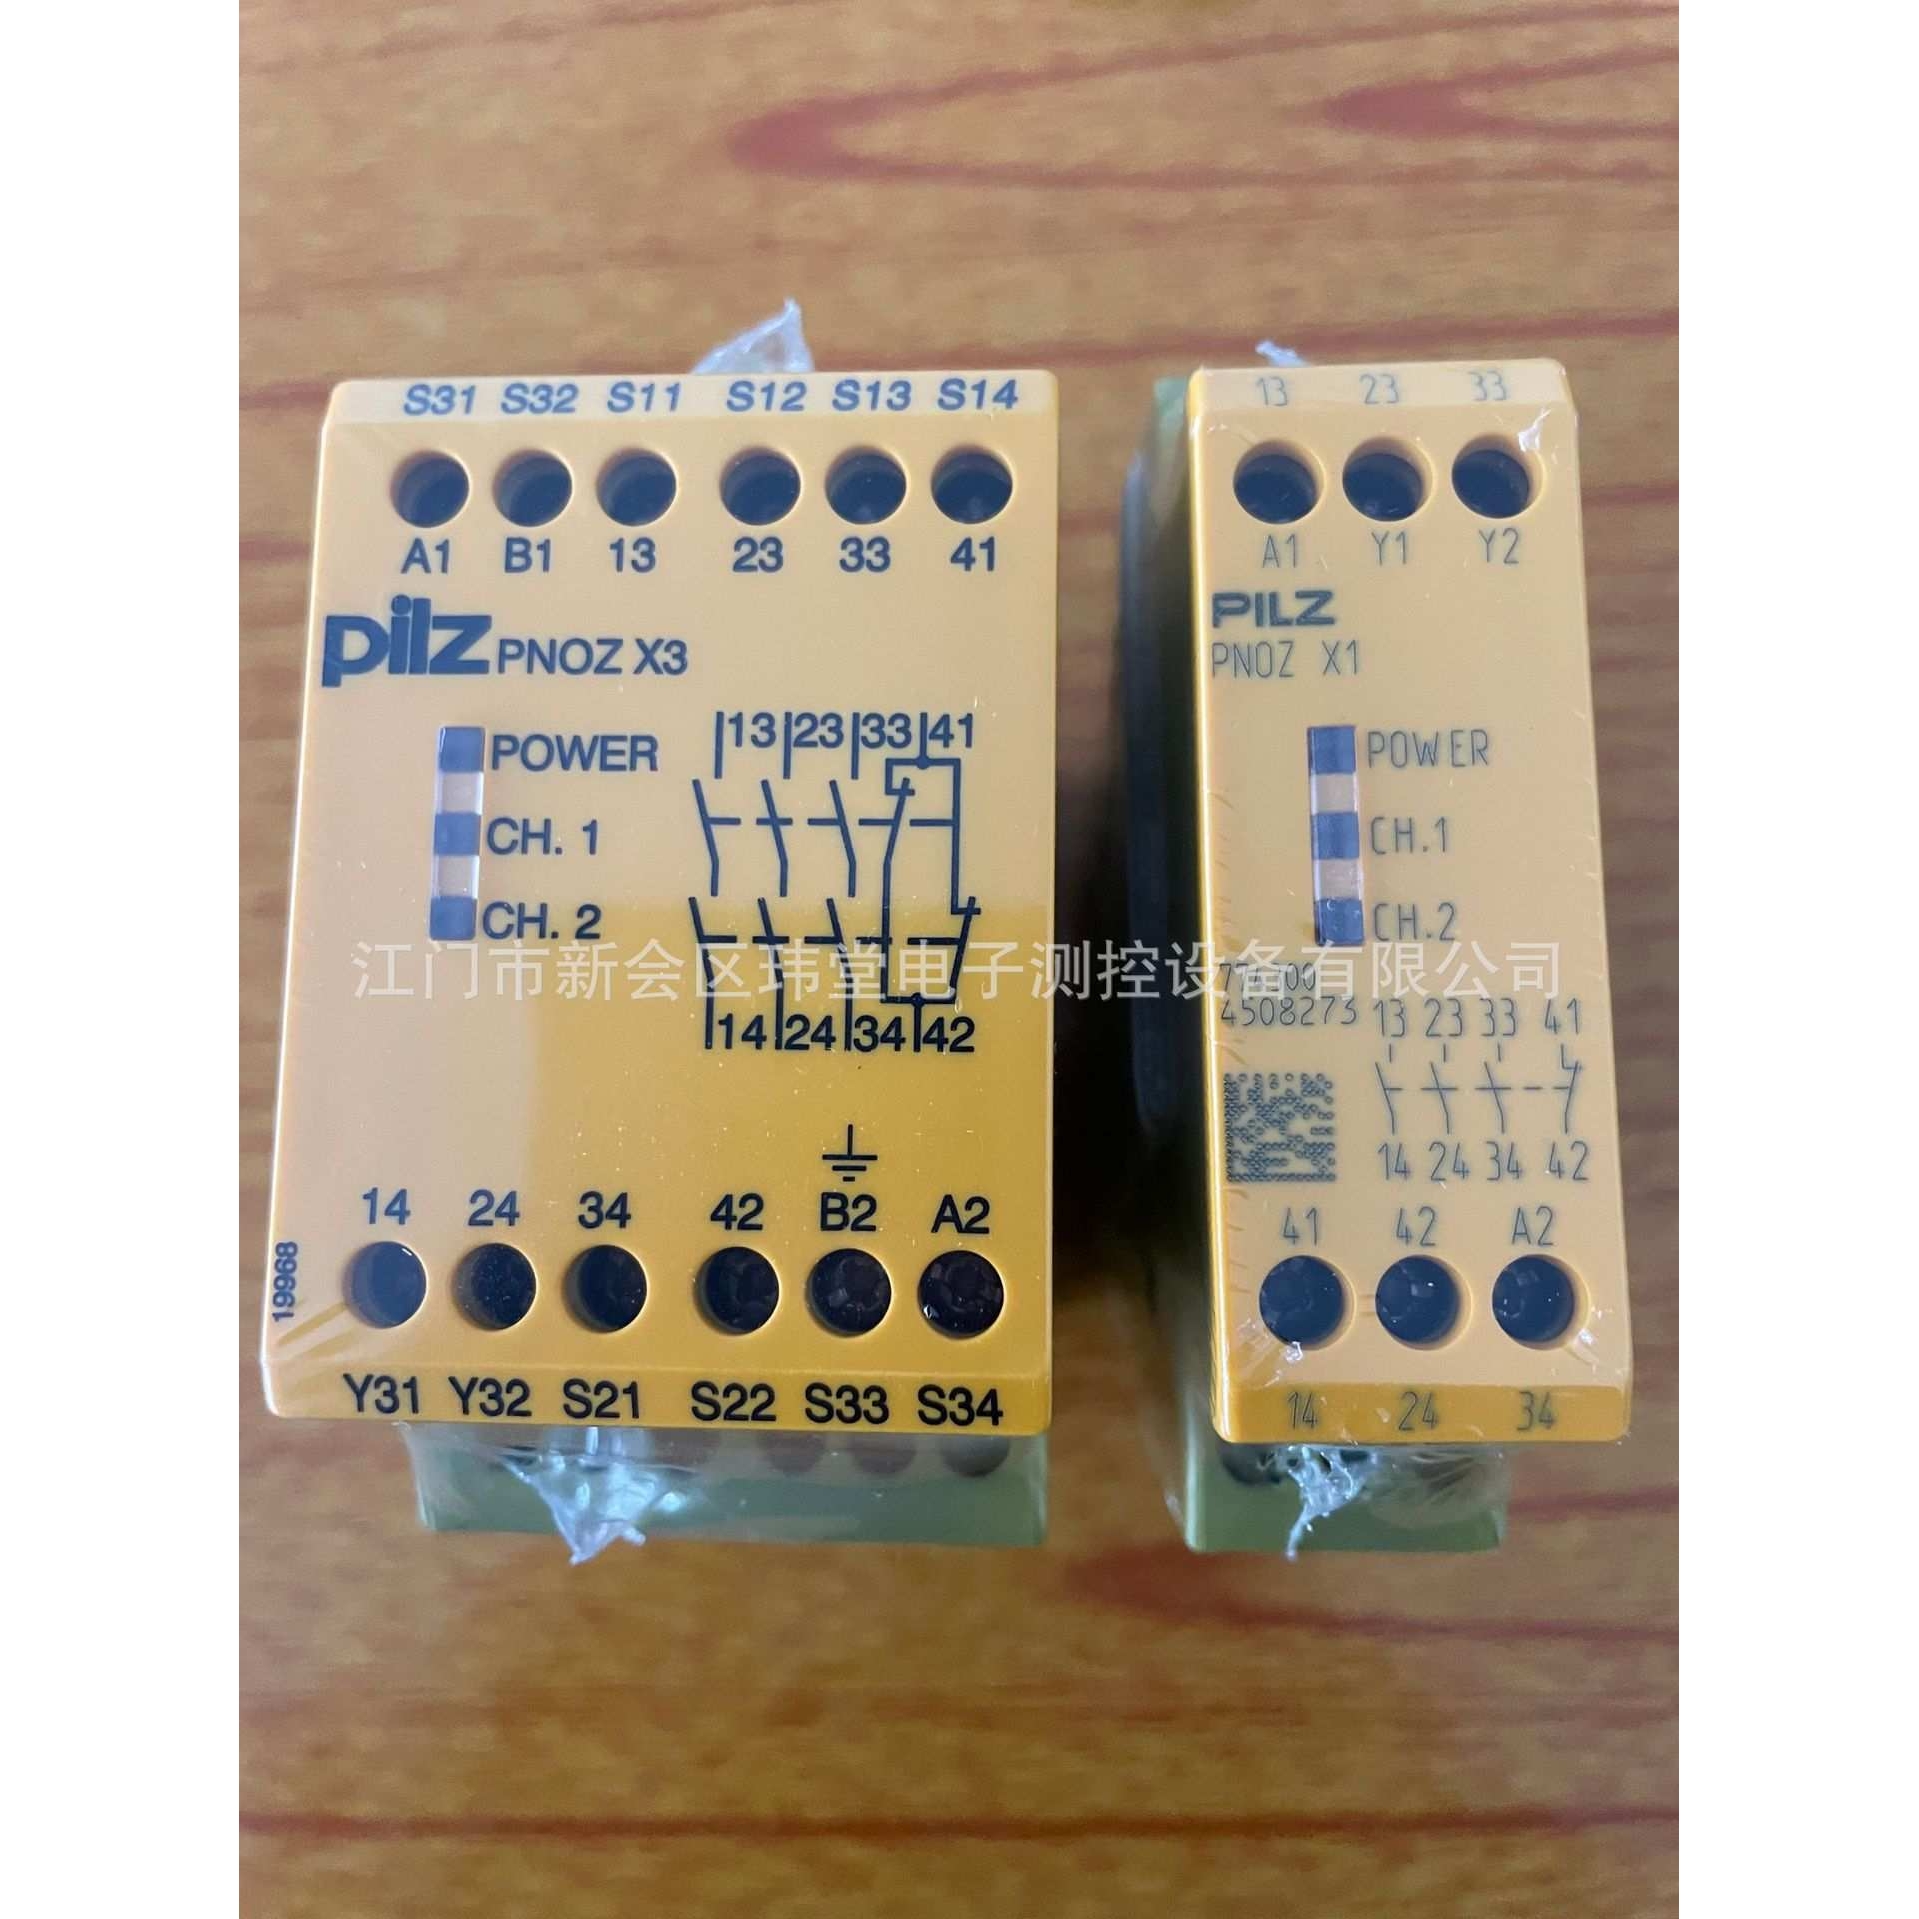 S31 S32 S11 S12 S13 S14
A1 B1 13 23 33 41
pilz PNOZ X3
POWER
CH. 1
CH. 2
13 23 33 41
14 24 34 42
14 24 34 42 B2 A2
19968
Y31 Y32 S21 S22 S33 S34
13 23 33
A1 Y1 Y2
PILZ
PNOZ X1
POWER
CH.1
CH.2
4508273
13 23 33 41
14 24 34 42
41 42 A2
14 24 34
江门市新会区玮堂电子测控设备有限公司